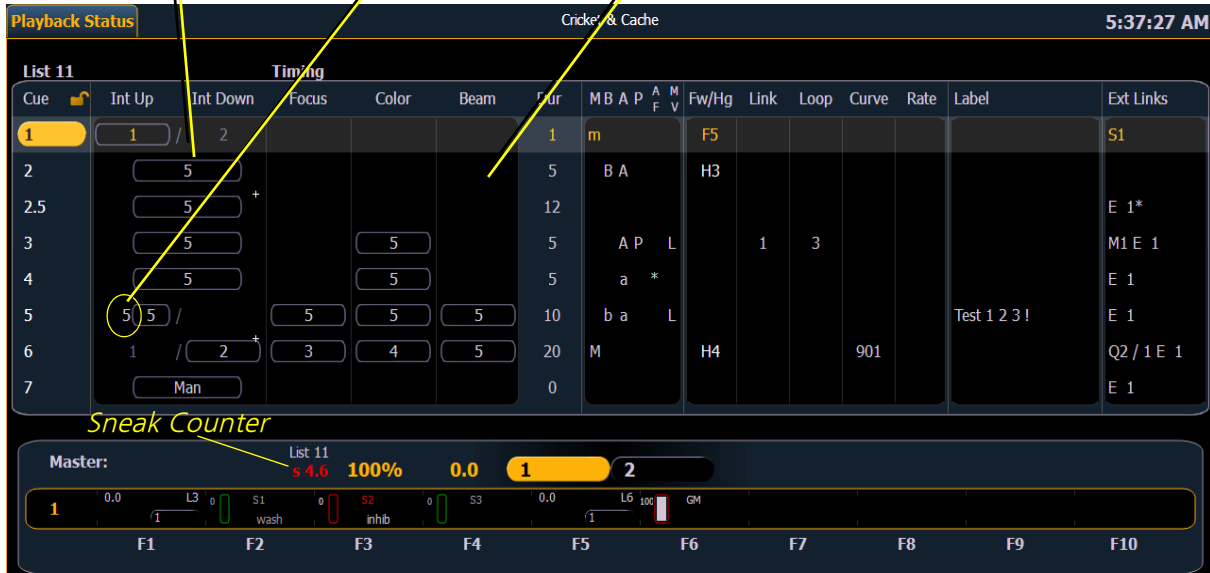 Playback Status Cricket & Cache 5:37:27 AM
List 11 Timing
Cue Int Up Int Down Focus Color Beam Dur M B A P A F M V Fw/Hg Link Loop Curve Rate Label Ext Links
1 1 / 2 1 m F5 S1
2 5 5 B A H3
2.5 5 + 12 E 1*
3 5 5 5 A P L 1 3 M1 E 1
4 5 5 5 a * E 1
5 5 5 / 5 5 5 10 b a L Test 1 2 3 ! E 1
6 1 / 2 + 3 4 5 20 M H4 901 Q2 / 1 E 1
7 Man 0 E 1
Sneak Counter
Master: List 11
s 4.6 100% 0.0 1 2
1 0.0 L3 0 S1 0 S2 0 S3 0.0 L6 100 GM
1 wash inhib 1
F1 F2 F3 F4 F5 F6 F7 F8 F9 F10